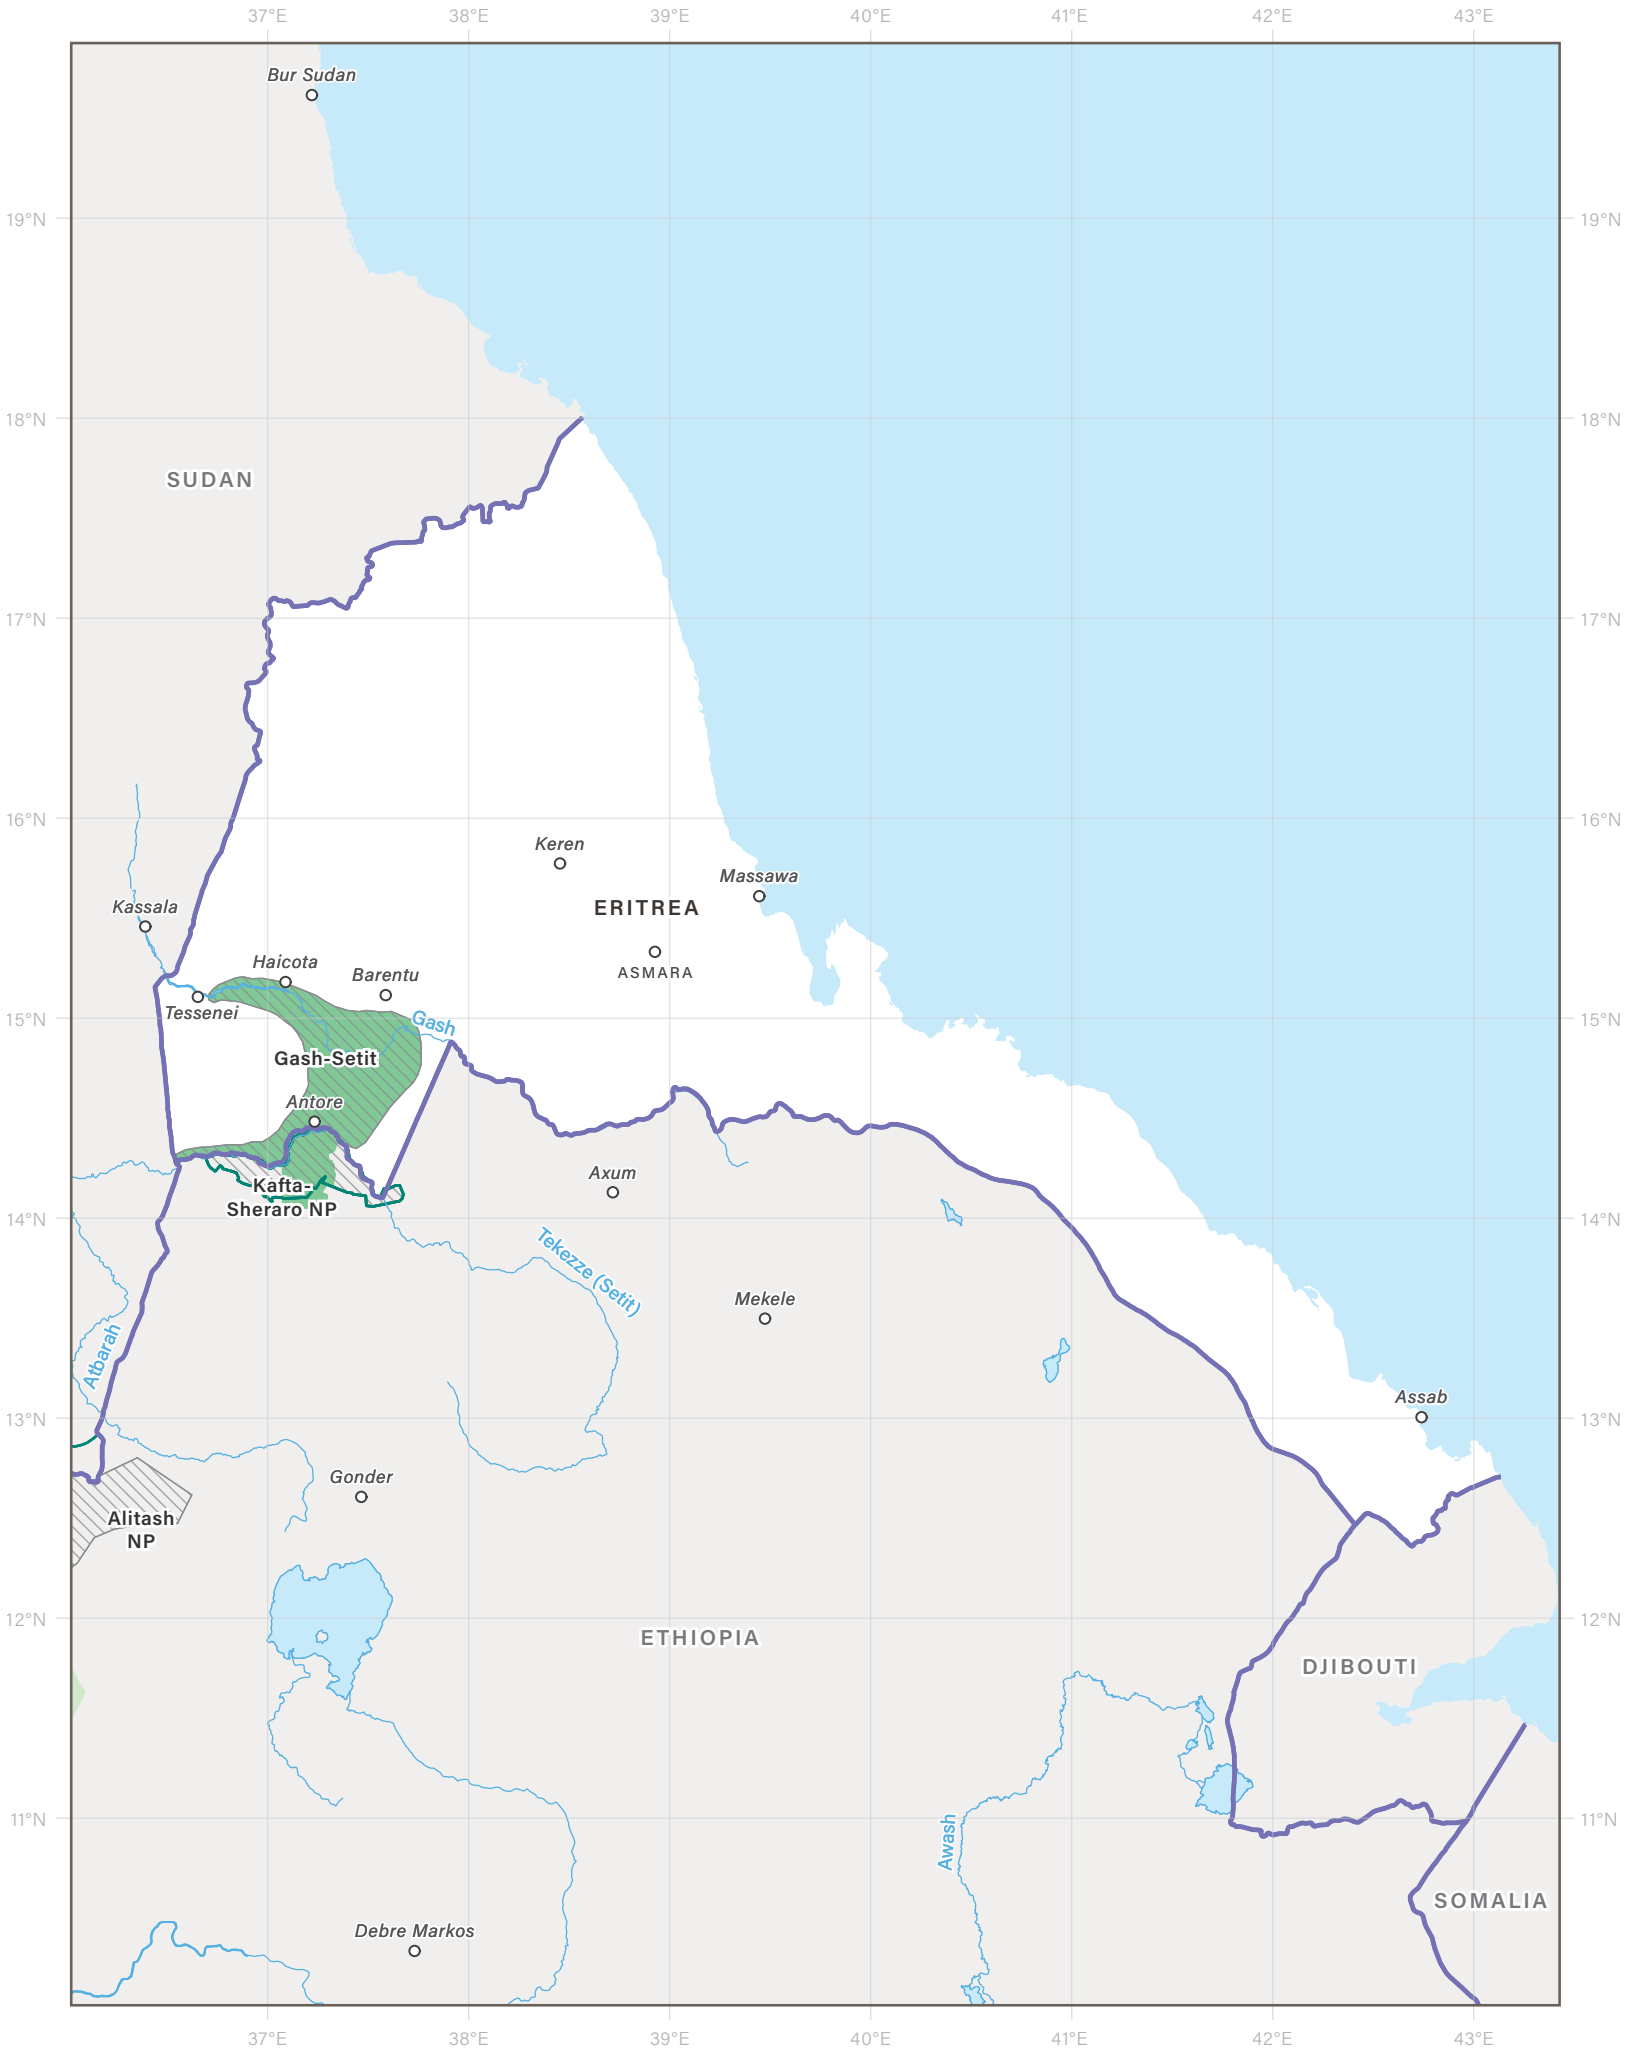 37°E 38°E 39°E 40°E 41°E 42°E 43°E
Bur Sudan
19°N 19°N
18°N 18°N
SUDAN
17°N 17°N
16°N 16°N
Keren
Massawa
Kassala
ERITREA
Haicota
Barentu
ASMARA
Tessenei
15°N 15°N
Gash
Gash-Setit
Antore
Axum
Kafta-
Sheraro NP
14°N 14°N
Tekezze (Setit)
Mekele
Atbarah
Assab
13°N 13°N
Gonder
Alitash
NP
12°N 12°N
ETHIOPIA
DJIBOUTI
11°N 11°N
Awash
SOMALIA
Debre Markos
37°E 38°E 39°E 40°E 41°E 42°E 43°E